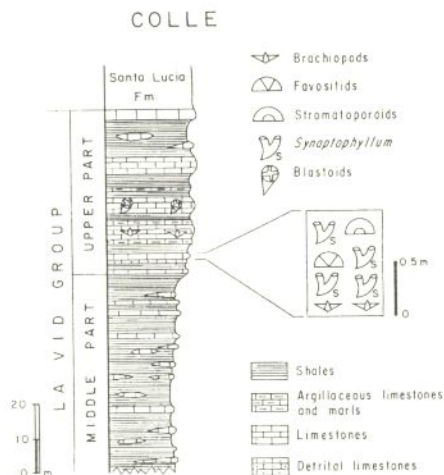 COLLE
Santa Lucia
Fm.
Brachiopods
Favositids
Stromatoporoids
Synaptophyllum
Blastoids
LA VID GROUP
UPPER PART
MIDDLE PART
S
S
S
S
S
0.5 m
0
20
10
0
m
Shales
Argillaceous limestones
and marls
Limestones
Detrital limestones